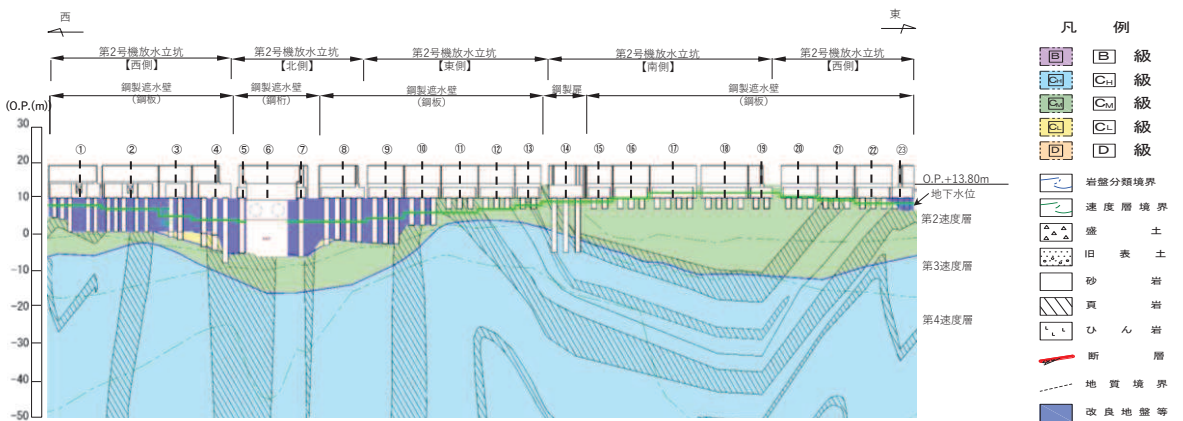 西
東
第2号機放水立坑
【西側】
第2号機放水立坑
【北側】
第2号機放水立坑
【東側】
第2号機放水立坑
【南側】
第2号機放水立坑
【西側】
鋼製遮水壁
(鋼板)
鋼製遮水壁
(鋼桁)
鋼製遮水壁
(鋼板)
鋼製扉
鋼製遮水壁
(鋼板)
(O.P.(m))
30
20
10
0
-10
-20
-30
-40
-50
① ② ③ ④ ⑤ ⑥ ⑦ ⑧ ⑨ ⑩ ⑪ ⑫ ⑬ ⑭ ⑮ ⑯ ⑰ ⑱ ⑲ ⑳ ㉑ ㉒ ㉓
O.P.+13.80m
地下水位
第2速度層
第3速度層
第4速度層
凡 例
B B 級
CH CH 級
CM CM 級
CL CL 級
D D 級
岩盤分類境界
速度層境界
盛土
旧表土
砂岩
頁岩
ひん岩
断層
地質境界
改良地盤等